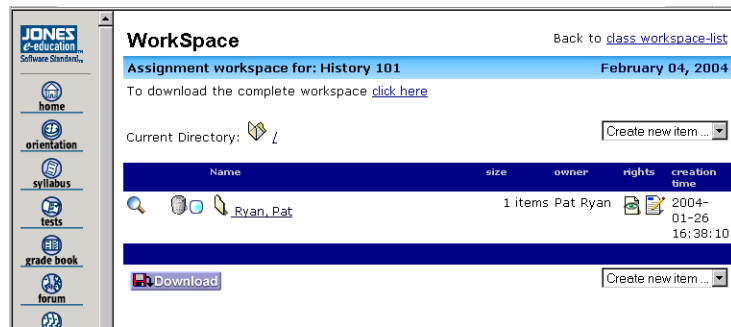 JONES
e-education™
Software Standard™
home
orientation
syllabus
tests
grade book
forum
WorkSpace
Back to class workspace-list
Assignment workspace for: History 101
February 04, 2004
To download the complete workspace click here
Current Directory: /
Create new item ...
Name size owner rights creation time
Ryan, Pat 1 items Pat Ryan 2004-
01-26
16:38:10
Download
Create new item ...